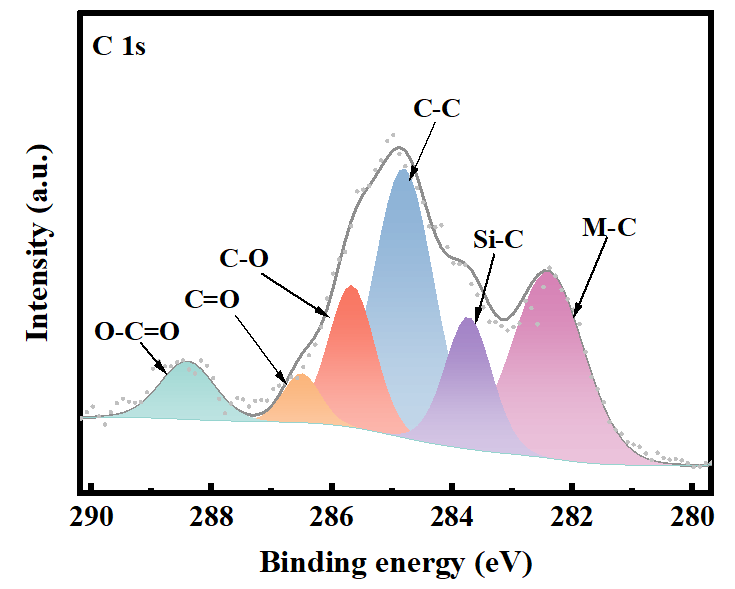 C 1s
C-C
Si-C
M-C
C-O
C=O
O-C=O
Intensity (a.u.)
290 288 286 284 282 280
Binding energy (eV)